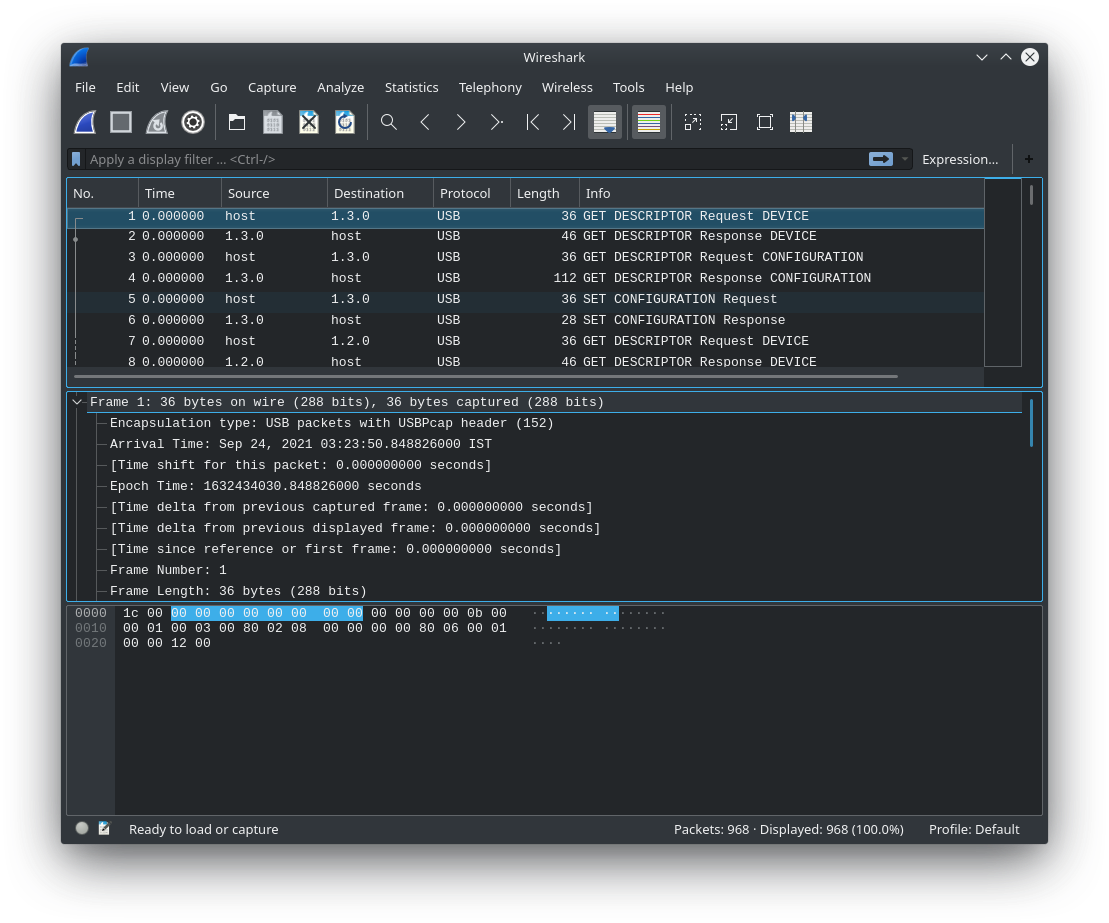 Wireshark
File Edit View Go Capture Analyze Statistics Telephony Wireless Tools Help
Apply a display filter ... <Ctrl-/> Expression... +
No. Time Source Destination Protocol Length Info
1 0.000000 host 1.3.0 USB 36 GET DESCRIPTOR Request DEVICE
2 0.000000 1.3.0 host USB 46 GET DESCRIPTOR Response DEVICE
3 0.000000 host 1.3.0 USB 36 GET DESCRIPTOR Request CONFIGURATION
4 0.000000 1.3.0 host USB 112 GET DESCRIPTOR Response CONFIGURATION
5 0.000000 host 1.3.0 USB 36 SET CONFIGURATION Request
6 0.000000 1.3.0 host USB 28 SET CONFIGURATION Response
7 0.000000 host 1.2.0 USB 36 GET DESCRIPTOR Request DEVICE
8 0.000000 1.2.0 host USB 46 GET DESCRIPTOR Response DEVICE
Frame 1: 36 bytes on wire (288 bits), 36 bytes captured (288 bits)
Encapsulation type: USB packets with USBPcap header (152)
Arrival Time: Sep 24, 2021 03:23:50.848826000 IST
[Time shift for this packet: 0.000000000 seconds]
Epoch Time: 1632434030.848826000 seconds
[Time delta from previous captured frame: 0.000000000 seconds]
[Time delta from previous displayed frame: 0.000000000 seconds]
[Time since reference or first frame: 0.000000000 seconds]
Frame Number: 1
Frame Length: 36 bytes (288 bits)
0000 1c 00 00 00 00 00 00 00 00 00 00 00 00 00 0b 00 ········ ········
0010 00 01 00 03 00 80 02 08 00 00 00 00 80 06 00 01 ········ ········
0020 00 00 12 00 ····
Ready to load or capture Packets: 968 · Displayed: 968 (100.0%) Profile: Default